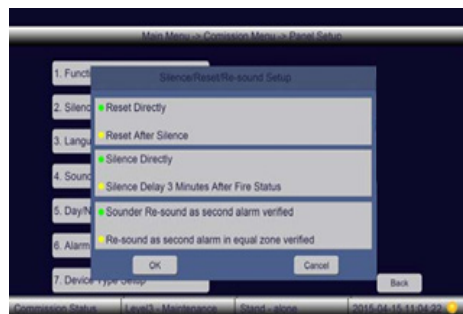 Main Menu -> Comission Menu -> Panel Setup
1. Functi
Silence/Reset/Re-sound Setup
2. Silenc
Reset Directly
Reset After Silence
3. Langu
Silence Directly
4. Sound
Silence Delay 3 Minutes After Fire Status
5. Day/N
Sounder Re-sound as second alarm verified
6. Alarm
Re-sound as second alarm in equal zone verified
OK
Cancel
7. Device Type Setup
Back
Commission Status
Level3 - Maintenance
Stand - alone
2015-04-15 11:04:22